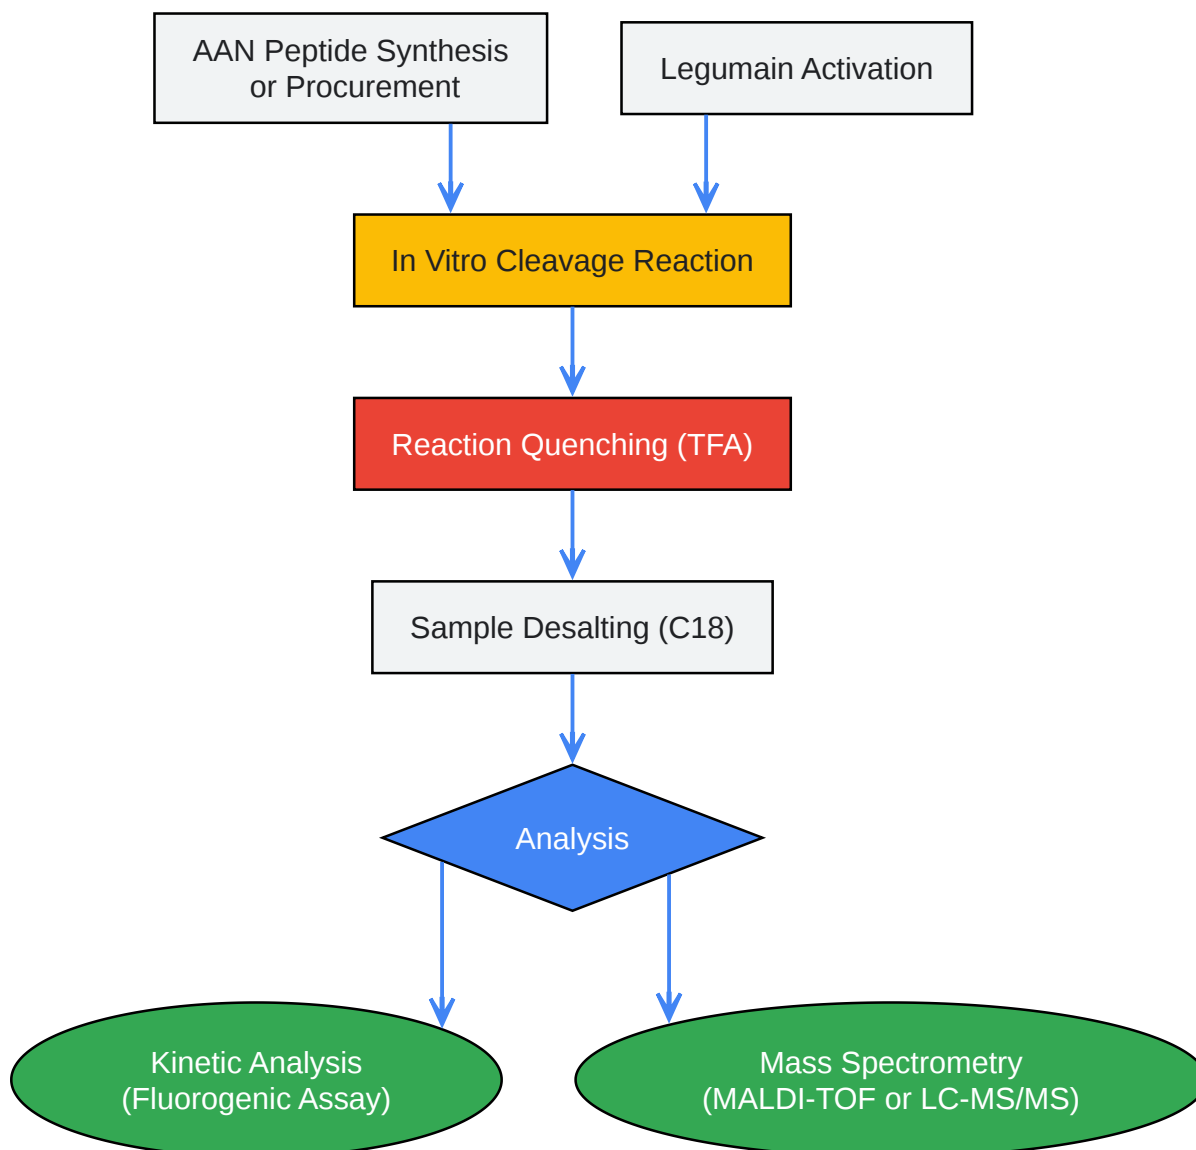 AAN Peptide Synthesis
or Procurement
Legumain Activation
In Vitro Cleavage Reaction
Reaction Quenching (TFA)
Sample Desalting (C18)
Analysis
Kinetic Analysis
(Fluorogenic Assay)
Mass Spectrometry
(MALDI-TOF or LC-MS/MS)